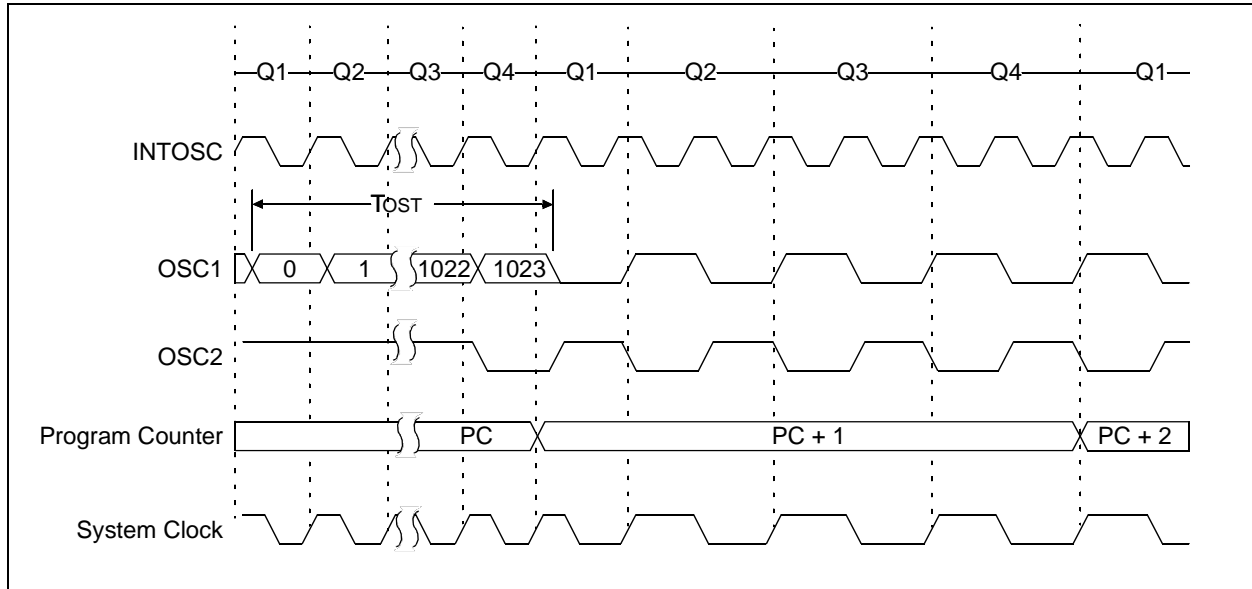 Q1 Q2 Q3 Q4 Q1 Q2 Q3 Q4 Q1
INTOSC
TOST
OSC1 0 1 1022 1023
OSC2
Program Counter PC PC + 1 PC + 2
System Clock